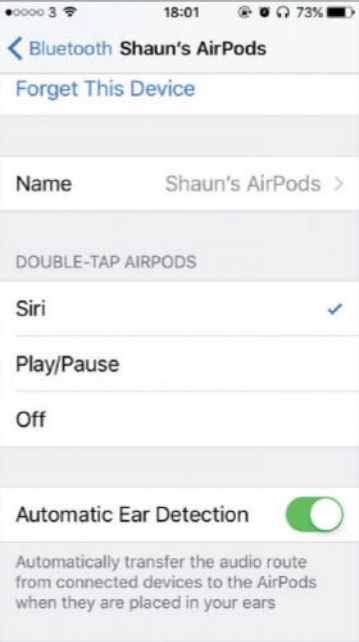 3 18:01 73%
Bluetooth Shaun's AirPods
Forget This Device
Name Shaun's AirPods >
DOUBLE-TAP AIRPODS
Siri
Play/Pause
Off
Automatic Ear Detection
Automatically transfer the audio route
from connected devices to the AirPods
when they are placed in your ears